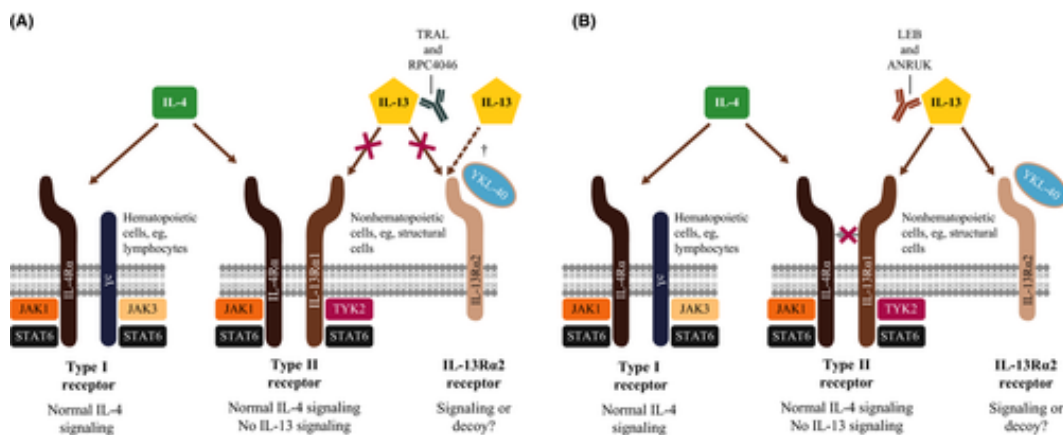 (A)
TRAL
and
RPC4046
IL-4
IL-13
IL-13
†
YKL-40
Hematopoietic
cells, eg,
lymphocytes
Nonhematopoietic
cells, eg, structural
cells
IL-4Rα
γc
IL-4Rα
IL-13Rα1
IL-13Rα2
JAK1
JAK3
JAK1
TYK2
STAT6
STAT6
STAT6
STAT6
Type I
receptor
Normal IL-4
signaling
Type II
receptor
Normal IL-4 signaling
No IL-13 signaling
IL-13Rα2
receptor
Signaling or
decoy?
(B)
LEB
and
ANRUK
IL-4
IL-13
YKL-40
Hematopoietic
cells, eg,
lymphocytes
Nonhematopoietic
cells, eg, structural
cells
IL-4Rα
γc
IL-4Rα
IL-13Rα1
IL-13Rα2
JAK1
JAK3
JAK1
TYK2
STAT6
STAT6
STAT6
STAT6
Type I
receptor
Normal IL-4
signaling
Type II
receptor
Normal IL-4 signaling
No IL-13 signaling
IL-13Rα2
receptor
Signaling or
decoy?